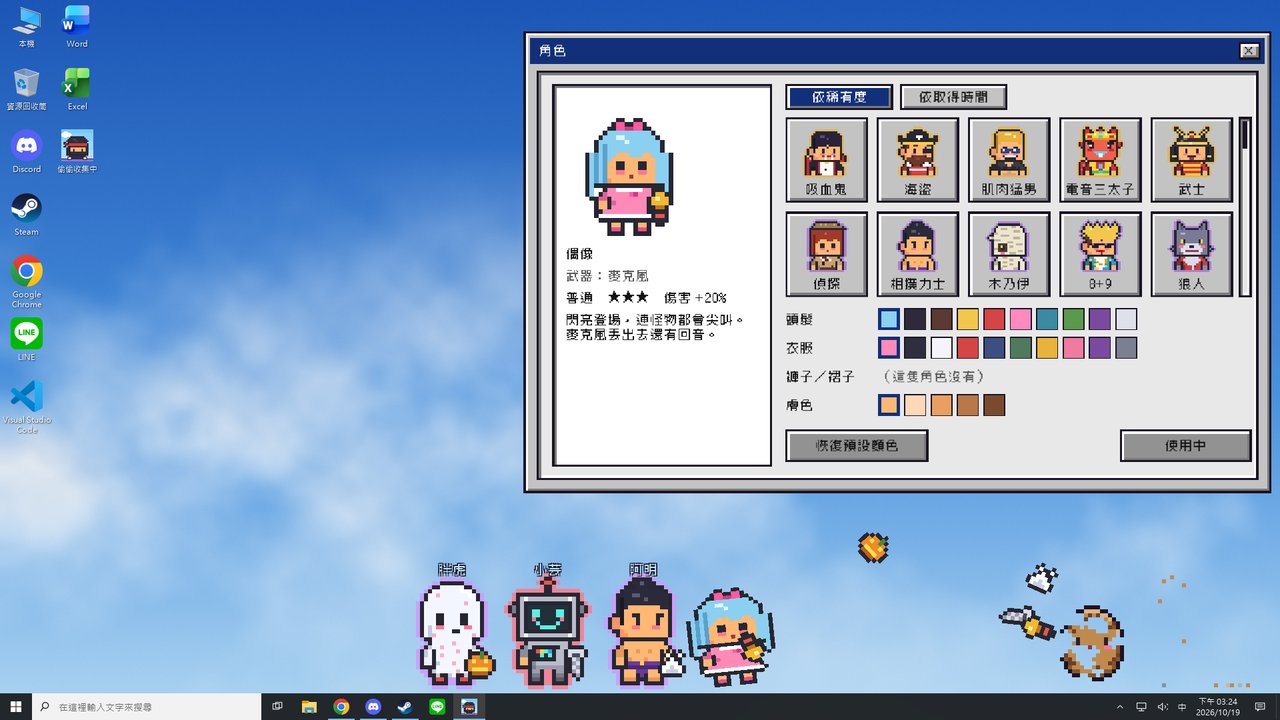 本機
Word
資源回收筒
Excel
Discord
偷偷收集中
Steam
Google
Chrome
LINE
Visual Studio
Code
角色
偶像
武器：麥克風
普通 ★★★ 傷害 +20%
閃亮登場，連怪物都會尖叫。
麥克風丟出去還有回音。
依稀有度
依取得時間
吸血鬼
海盜
肌肉猛男
電音三太子
武士
偵探
相撲力士
木乃伊
8+9
狼人
頭髮
衣服
褲子／裙子
（這隻角色沒有）
膚色
恢復預設顏色
使用中
胖虎
小芸
阿明
在這裡輸入文字來搜尋
中
下午 03:24
2026/10/19